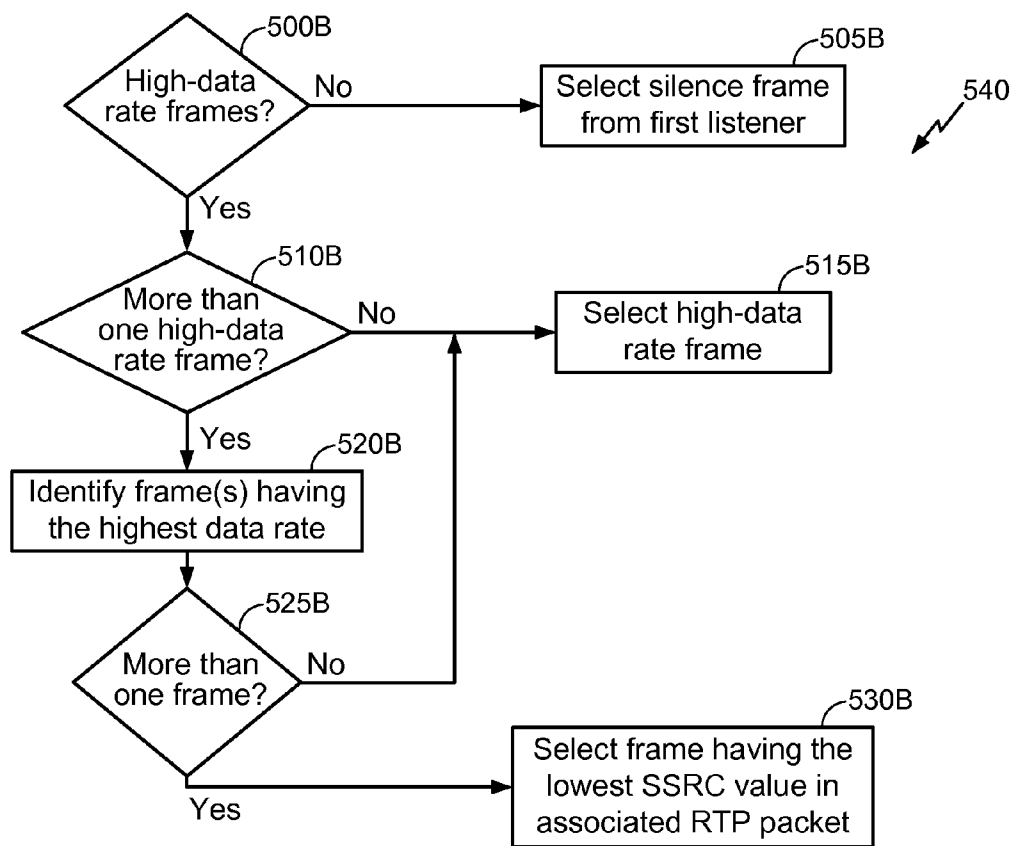 500B
High-data
rate frames?
No
505B
Select silence frame
from first listener
540
Yes
510B
More than
one high-data
rate frame?
No
515B
Select high-data
rate frame
Yes
520B
Identify frame(s) having
the highest data rate
525B
More than
one frame?
No
530B
Select frame having the
lowest SSRC value in
associated RTP packet
Yes